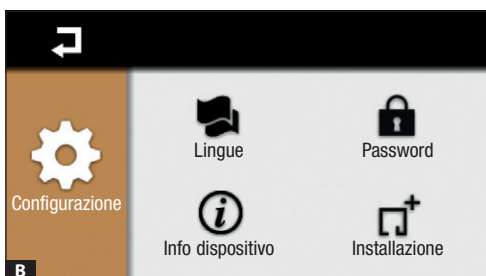 Lingue
Password
Configurazione
Info dispositivo
Installazione
B